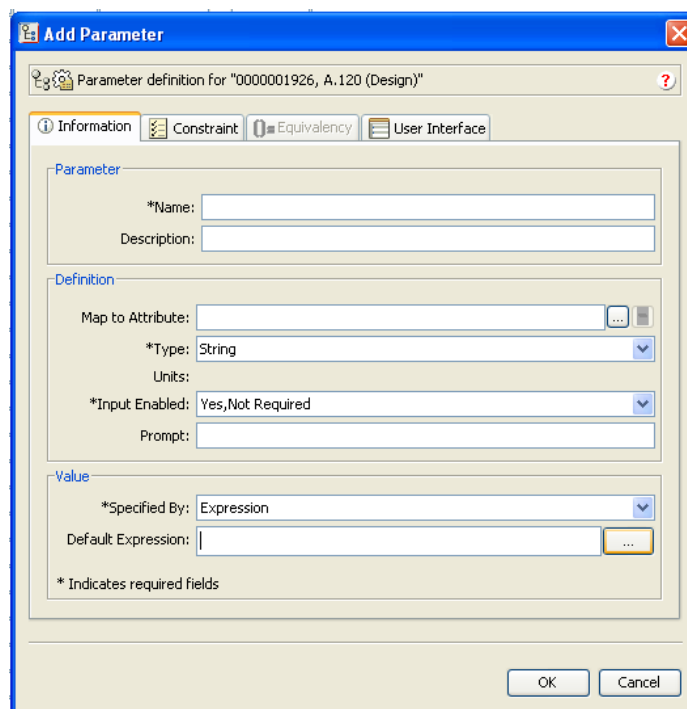 Add Parameter
Parameter definition for "0000001926, A.120 (Design)"
?
Information Constraint Equivalency User Interface
Parameter
*Name:
Description:
Definition
Map to Attribute: ...
*Type: String
Units:
*Input Enabled: Yes,Not Required
Prompt:
Value
*Specified By: Expression
Default Expression: ...
* Indicates required fields
OK Cancel